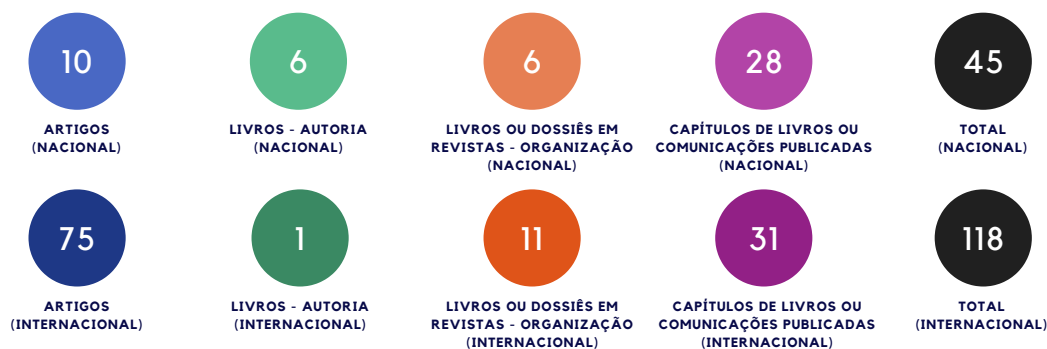 10
ARTIGOS
(NACIONAL)
6
LIVROS - AUTORIA
(NACIONAL)
6
LIVROS OU DOSSIÊS EM
REVISTAS - ORGANIZAÇÃO
(NACIONAL)
28
CAPÍTULOS DE LIVROS OU
COMUNICAÇÕES PUBLICADAS
(NACIONAL)
45
TOTAL
(NACIONAL)
75
ARTIGOS
(INTERNACIONAL)
1
LIVROS - AUTORIA
(INTERNACIONAL)
11
LIVROS OU DOSSIÊS EM
REVISTAS - ORGANIZAÇÃO
(INTERNACIONAL)
31
CAPÍTULOS DE LIVROS OU
COMUNICAÇÕES PUBLICADAS
(INTERNACIONAL)
118
TOTAL
(INTERNACIONAL)